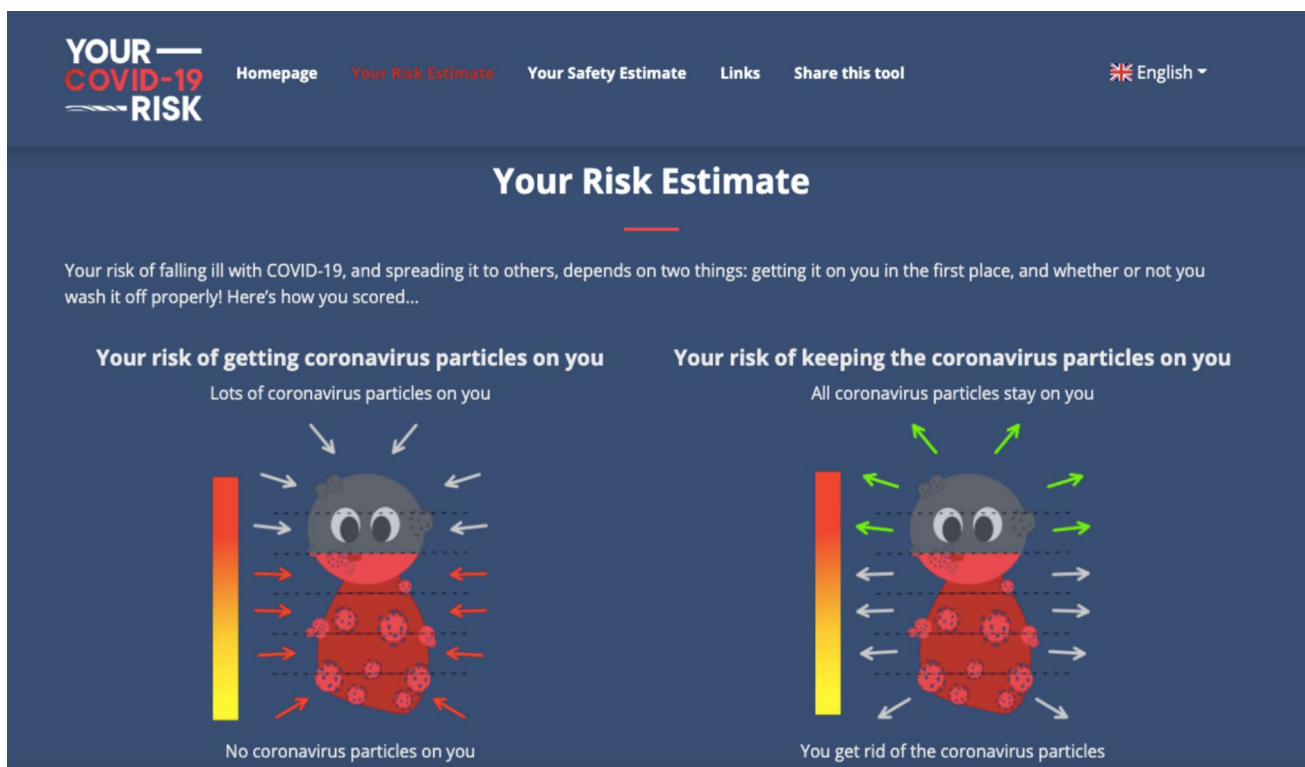 YOUR
COVID-19
RISK
Homepage
Your Risk Estimate
Your Safety Estimate
Links
Share this tool
English
Your Risk Estimate
Your risk of falling ill with COVID-19, and spreading it to others, depends on two things: getting it on you in the first place, and whether or not you
wash it off properly! Here’s how you scored...
Your risk of getting coronavirus particles on you
Lots of coronavirus particles on you
No coronavirus particles on you
Your risk of keeping the coronavirus particles on you
All coronavirus particles stay on you
You get rid of the coronavirus particles